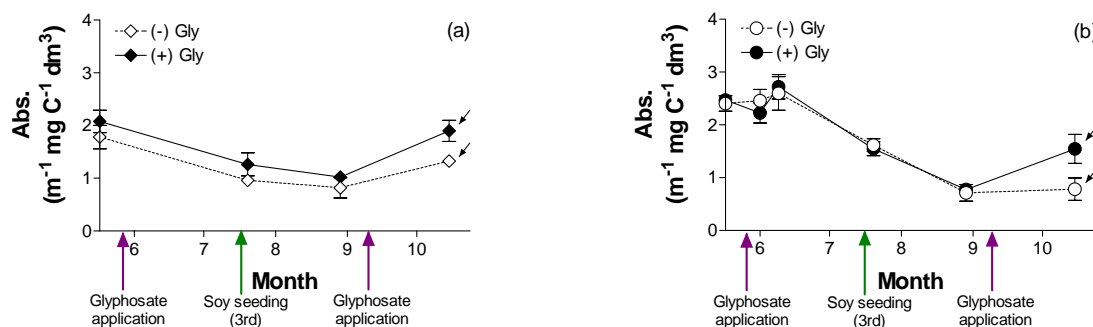 4
(-) Gly
(+) Gly
(a)
3
2
1
0
Abs.
(m⁻¹ mg C⁻¹ dm³)
6
7
8
9
10
Month
Glyphosate
application
Soy seeding
(3rd)
Glyphosate
application
4
(-) Gly
(+) Gly
(b)
3
2
1
0
Abs.
(m⁻¹ mg C⁻¹ dm³)
6
7
8
9
10
Month
Glyphosate
application
Soy seeding
(3rd)
Glyphosate
application